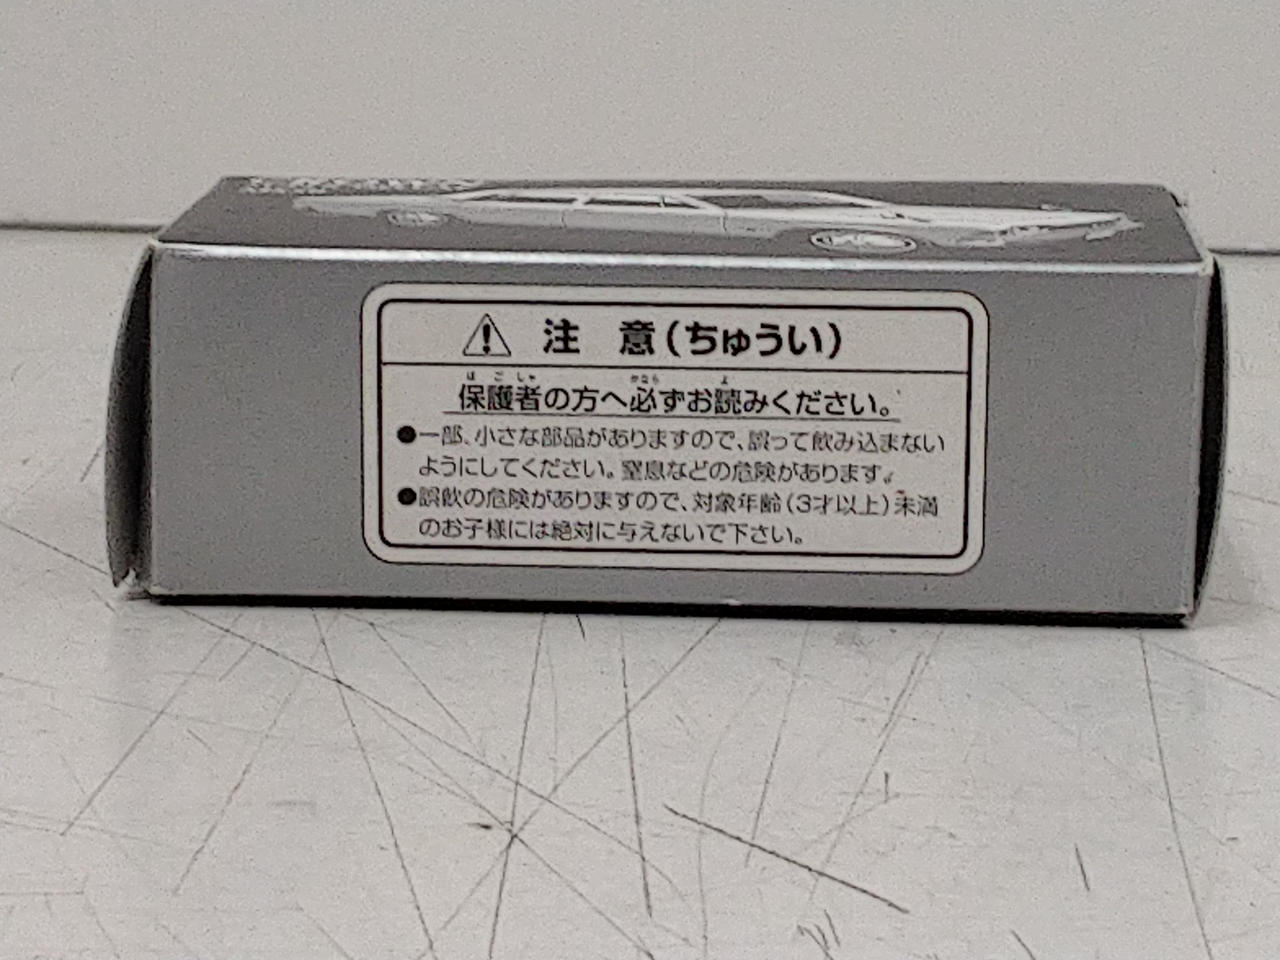 注 意(ちゅうい)
保護者の方へ必ずお読みください。
●一部、小さな部品がありますので、誤って飲み込まない
ようにしてください。窒息などの危険があります。
●誤飲の危険がありますので、対象年齢(3才以上)未満
のお子様には絶対に与えないで下さい。